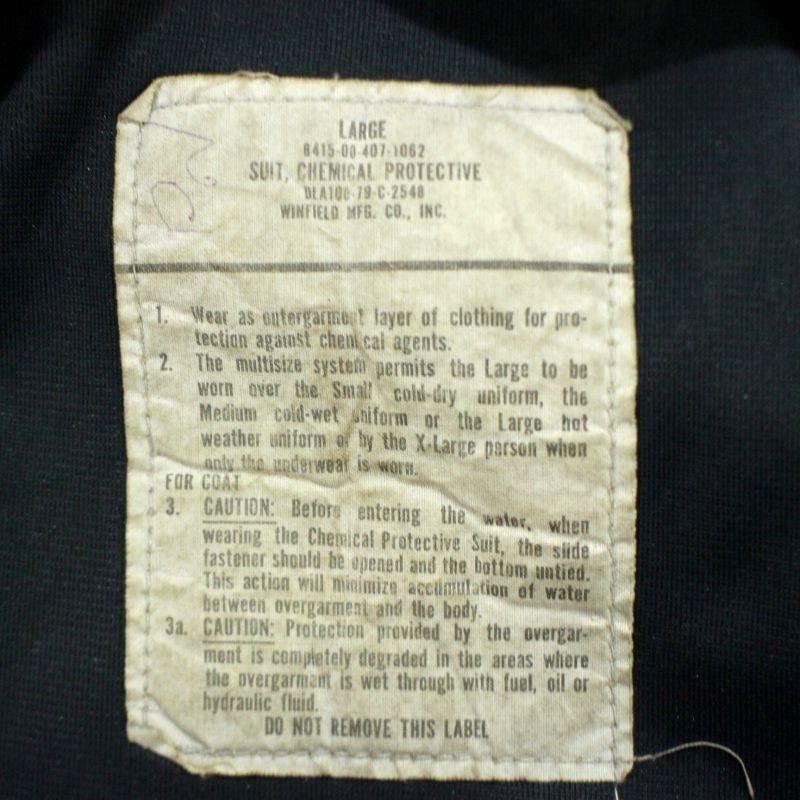 LARGE
8415-00-407-1062
SUIT, CHEMICAL PROTECTIVE
DLA100-79-C-2548
WINFIELD MFG. CO., INC.
1. Wear as outergarment layer of clothing for pro-
tection against chemical agents.
2. The multisize system permits the Large to be
worn over the Small cold-dry uniform, the
Medium cold-wet uniform or the Large hot
weather uniform or by the X-Large person when
only the underwear is worn.
FOR COAT
3. CAUTION: Before entering the water, when
wearing the Chemical Protective Suit, the slide
fastener should be opened and the bottom untied.
This action will minimize accumulation of water
between overgarment and the body.
3a. CAUTION: Protection provided by the overgar-
ment is completely degraded in the areas where
the overgarment is wet through with fuel, oil or
hydraulic fluid.
DO NOT REMOVE THIS LABEL